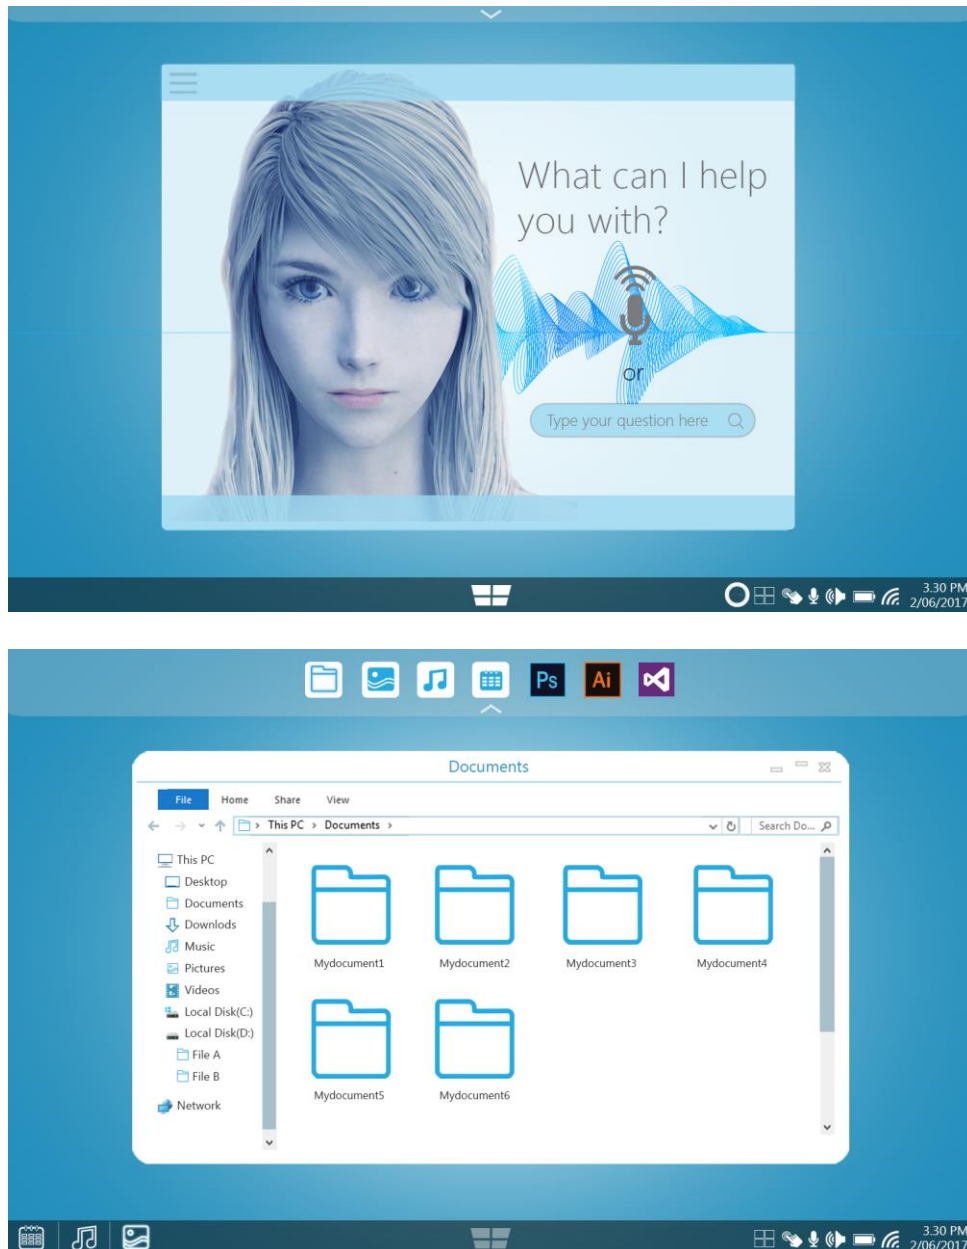 What can I help
you with?
or
Type your question here
3.30 PM
2/06/2017
Ps Ai
Documents
File Home Share View
This PC > Documents >
Search Do...
This PC
Desktop
Documents
Downlods
Music
Pictures
Videos
Local Disk(C:)
Local Disk(D:)
File A
File B
Network
Mydocument1 Mydocument2 Mydocument3 Mydocument4
Mydocument5 Mydocument6
3.30 PM
2/06/2017